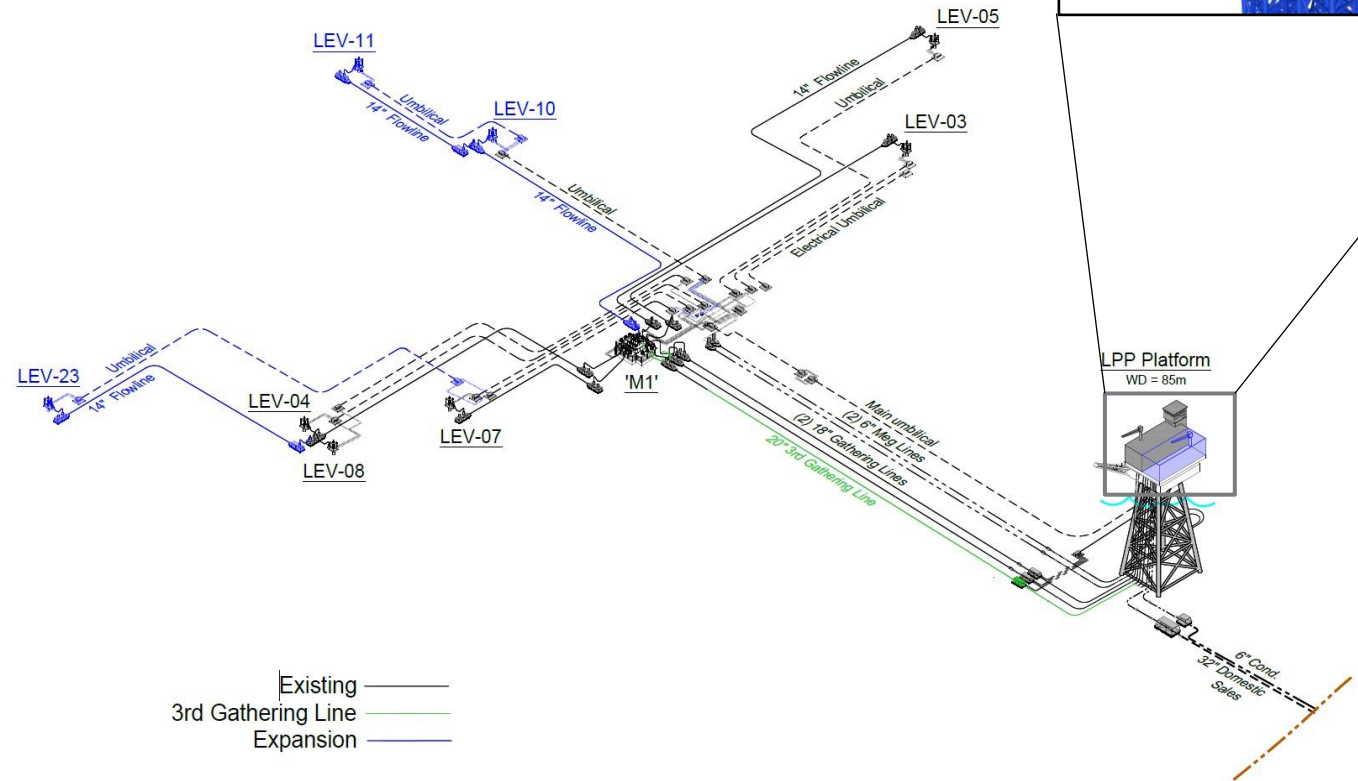 LEV-05
LEV-11
14" Flowline
Umbilical
Umbilical
14" Flowline
LEV-10
LEV-03
Umbilical
14" Flowline
Electrical Umbilical
LPP Platform
WD = 85m
Umbilical
LEV-23
14" Flowline
LEV-04
LEV-07
LEV-08
'M1'
Main umbilical
(2) 6" Meg Lines
(2) 18" Gathering Lines
20" 3rd Gathering Line
6" Cond.
32" Domestic
Sales
Existing
3rd Gathering Line
Expansion